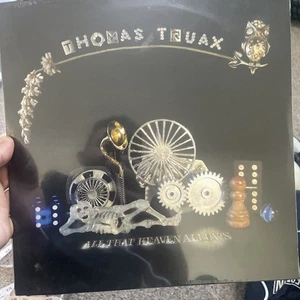 THOMAS TRUAX
ALL THAT HEAVEN ALLOWS